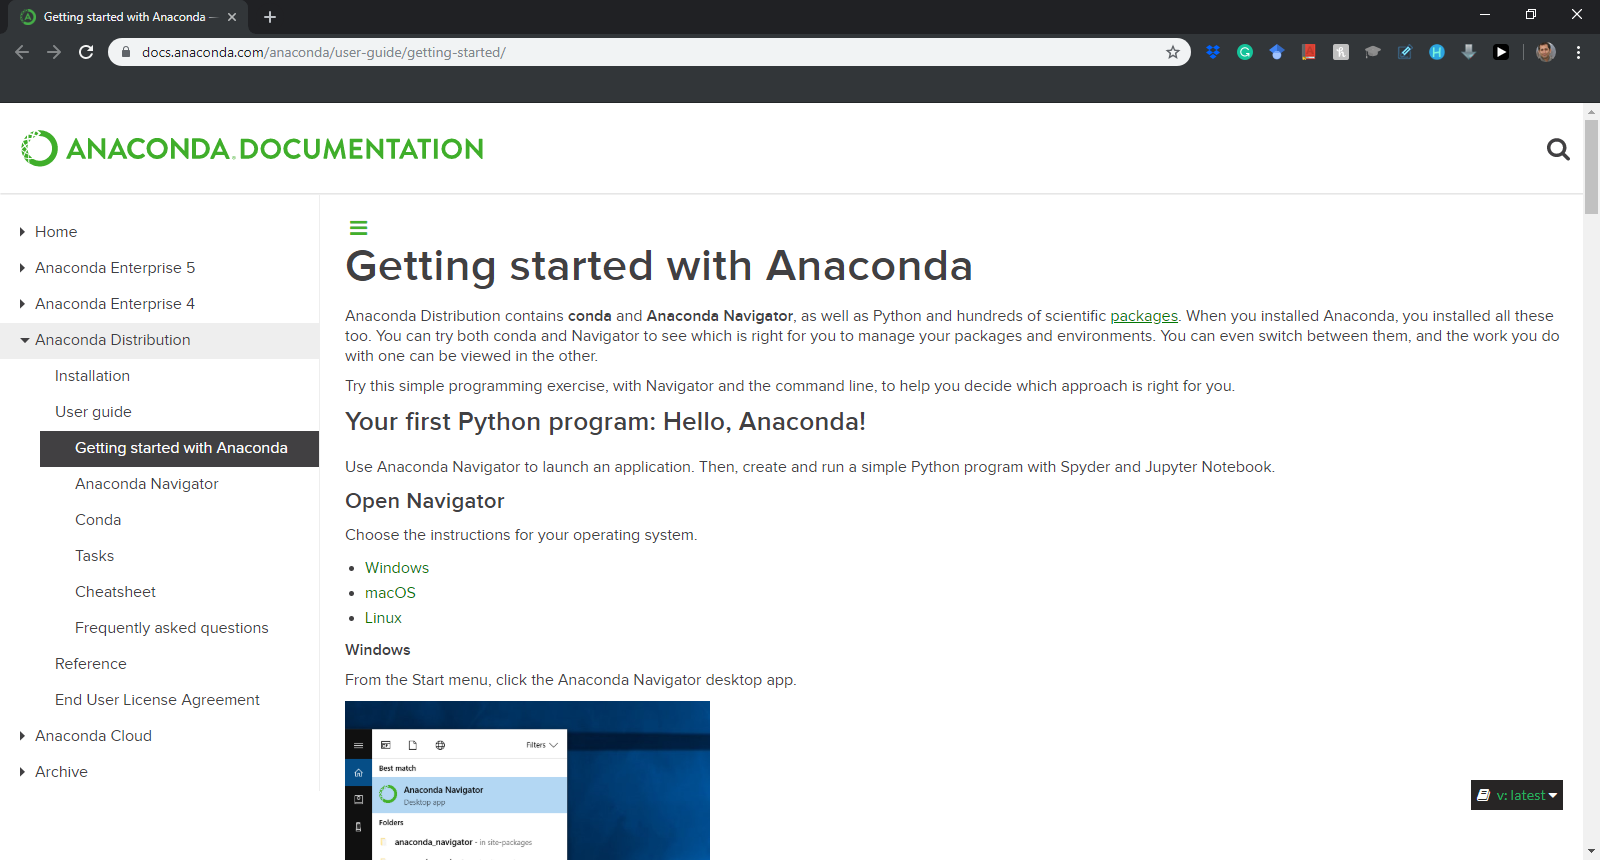 Getting started with Anaconda —
docs.anaconda.com/anaconda/user-guide/getting-started/
ANACONDA.DOCUMENTATION
Home
Anaconda Enterprise 5
Anaconda Enterprise 4
Anaconda Distribution
Installation
User guide
Getting started with Anaconda
Anaconda Navigator
Conda
Tasks
Cheatsheet
Frequently asked questions
Reference
End User License Agreement
Anaconda Cloud
Archive
Getting started with Anaconda
Anaconda Distribution contains conda and Anaconda Navigator, as well as Python and hundreds of scientific packages. When you installed Anaconda, you installed all these
too. You can try both conda and Navigator to see which is right for you to manage your packages and environments. You can even switch between them, and the work you do
with one can be viewed in the other.
Try this simple programming exercise, with Navigator and the command line, to help you decide which approach is right for you.
Your first Python program: Hello, Anaconda!
Use Anaconda Navigator to launch an application. Then, create and run a simple Python program with Spyder and Jupyter Notebook.
Open Navigator
Choose the instructions for your operating system.
• Windows
• macOS
• Linux
Windows
From the Start menu, click the Anaconda Navigator desktop app.
Filters
Best match
Anaconda Navigator
Desktop app
Folders
anaconda_navigator - in site-packages
v: latest